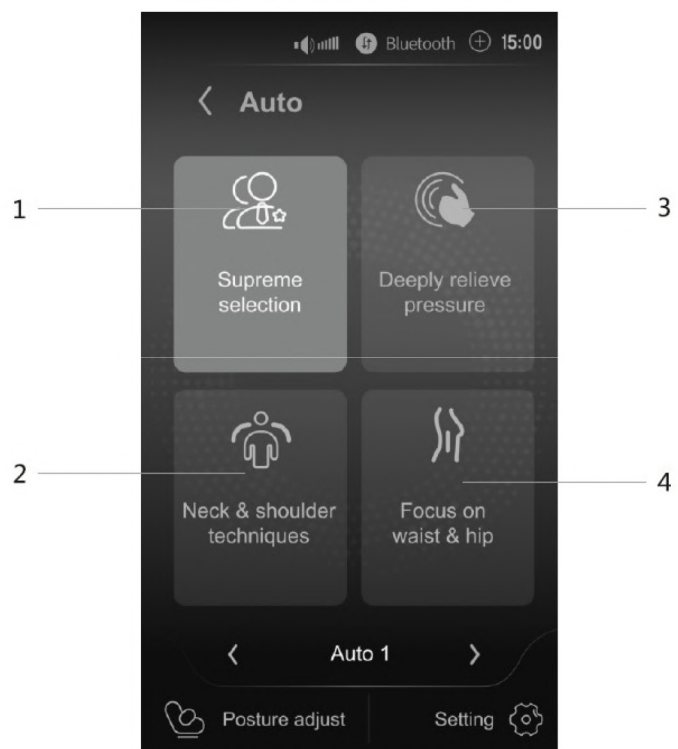 Bluetooth 15:00
Auto
1
3
Supreme
selection
Deeply relieve
pressure
2
4
Neck & shoulder
techniques
Focus on
waist & hip
Auto 1
Posture adjust
Setting